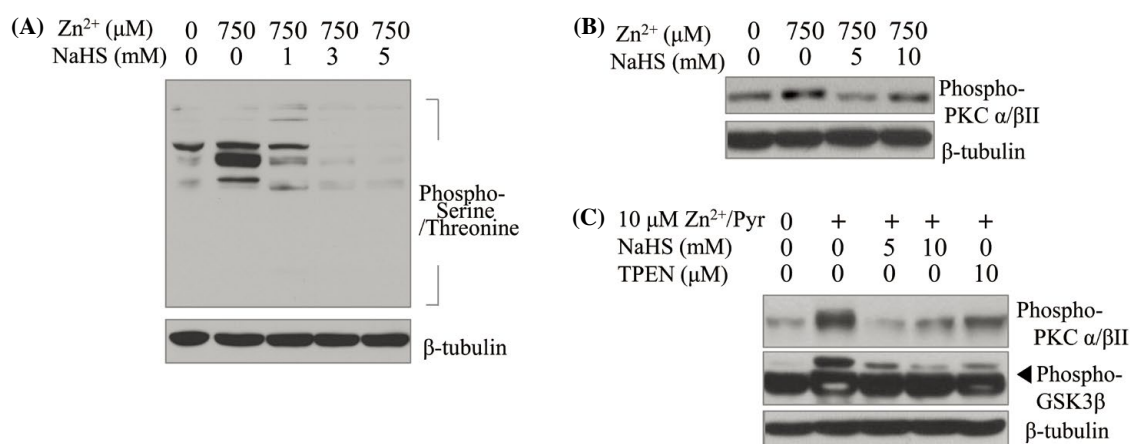 (A)
Zn²⁺ (μM) 0 750 750 750 750
NaHS (mM) 0 0 1 3 5
Phospho-
Serine
/Threonine
β-tubulin
(B)
Zn²⁺ (μM) 0 750 750 750
NaHS (mM) 0 0 5 10
Phospho-
PKC α/βII
β-tubulin
(C)
10 μM Zn²⁺/Pyr 0 + + + +
NaHS (mM) 0 0 5 10 0
TPEN (μM) 0 0 0 0 10
Phospho-
PKC α/βII
◀ Phospho-
GSK3β
β-tubulin